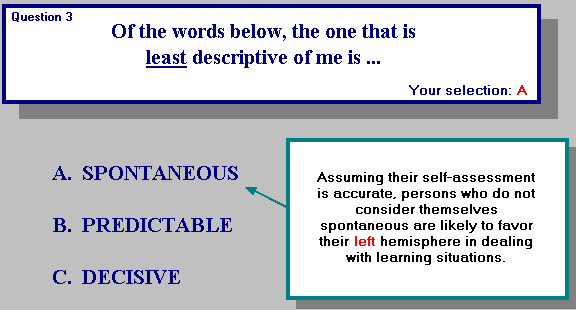 Question 3
Of the words below, the one that is
least descriptive of me is ...
Your selection: A
A. SPONTANEOUS
B. PREDICTABLE
C. DECISIVE
Assuming their self-assessment
is accurate, persons who do not
consider themselves
spontaneous are likely to favor
their left hemisphere in dealing
with learning situations.